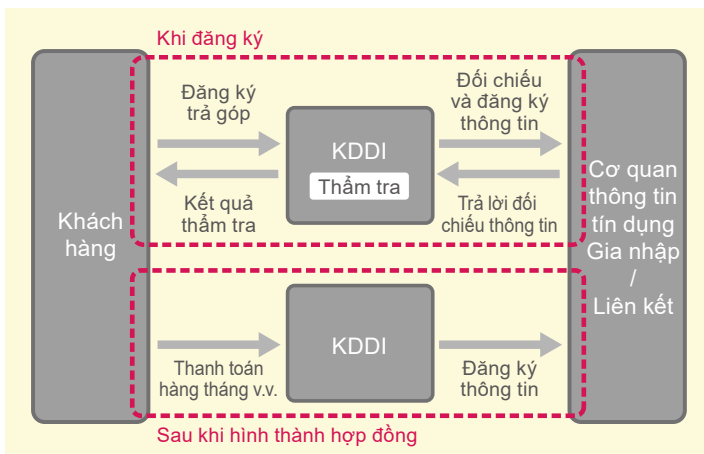 Khi đăng ký
Đăng ký
trả góp
Đối chiếu
và đăng ký
thông tin
KDDI
Thẩm tra
Kết quả
thẩm tra
Trả lời đối
chiếu thông tin
Khách
hàng
Cơ quan
thông tin
tín dụng
Gia nhập
/
Liên kết
KDDI
Thanh toán
hàng tháng v.v.
Đăng ký
thông tin
Sau khi hình thành hợp đồng